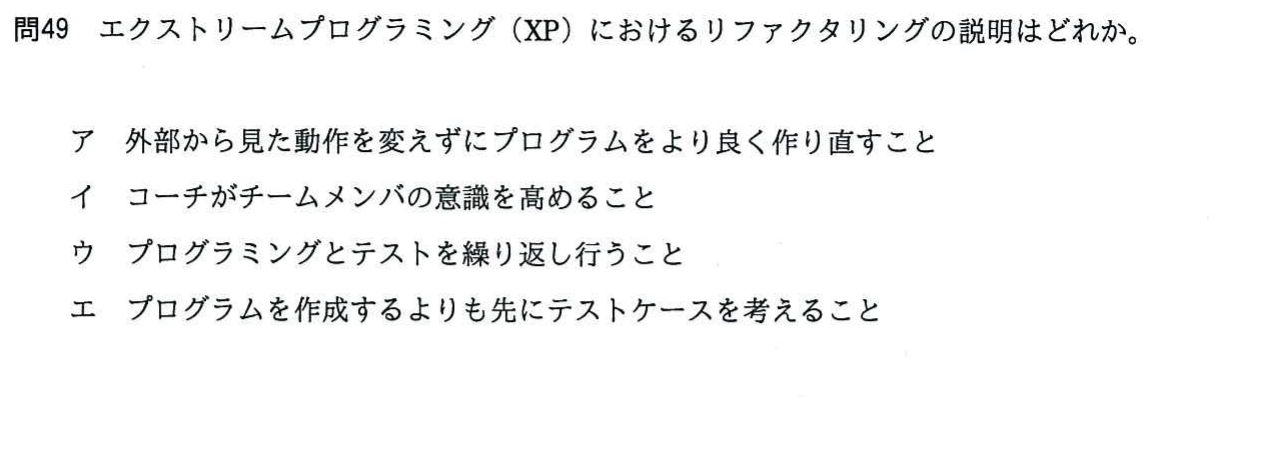 問49　エクストリームプログラミング（XP）におけるリファクタリングの説明はどれか。
ア　外部から見た動作を変えずにプログラムをより良く作り直すこと
イ　コーチがチームメンバの意識を高めること
ウ　プログラミングとテストを繰り返し行うこと
エ　プログラムを作成するよりも先にテストケースを考えること